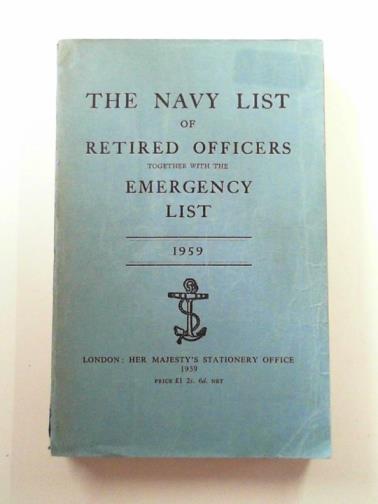 THE NAVY LIST
OF
RETIRED OFFICERS
TOGETHER WITH THE
EMERGENCY
LIST
1959
LONDON: HER MAJESTY'S STATIONERY OFFICE
1959
PRICE £1 2s. 6d. NET